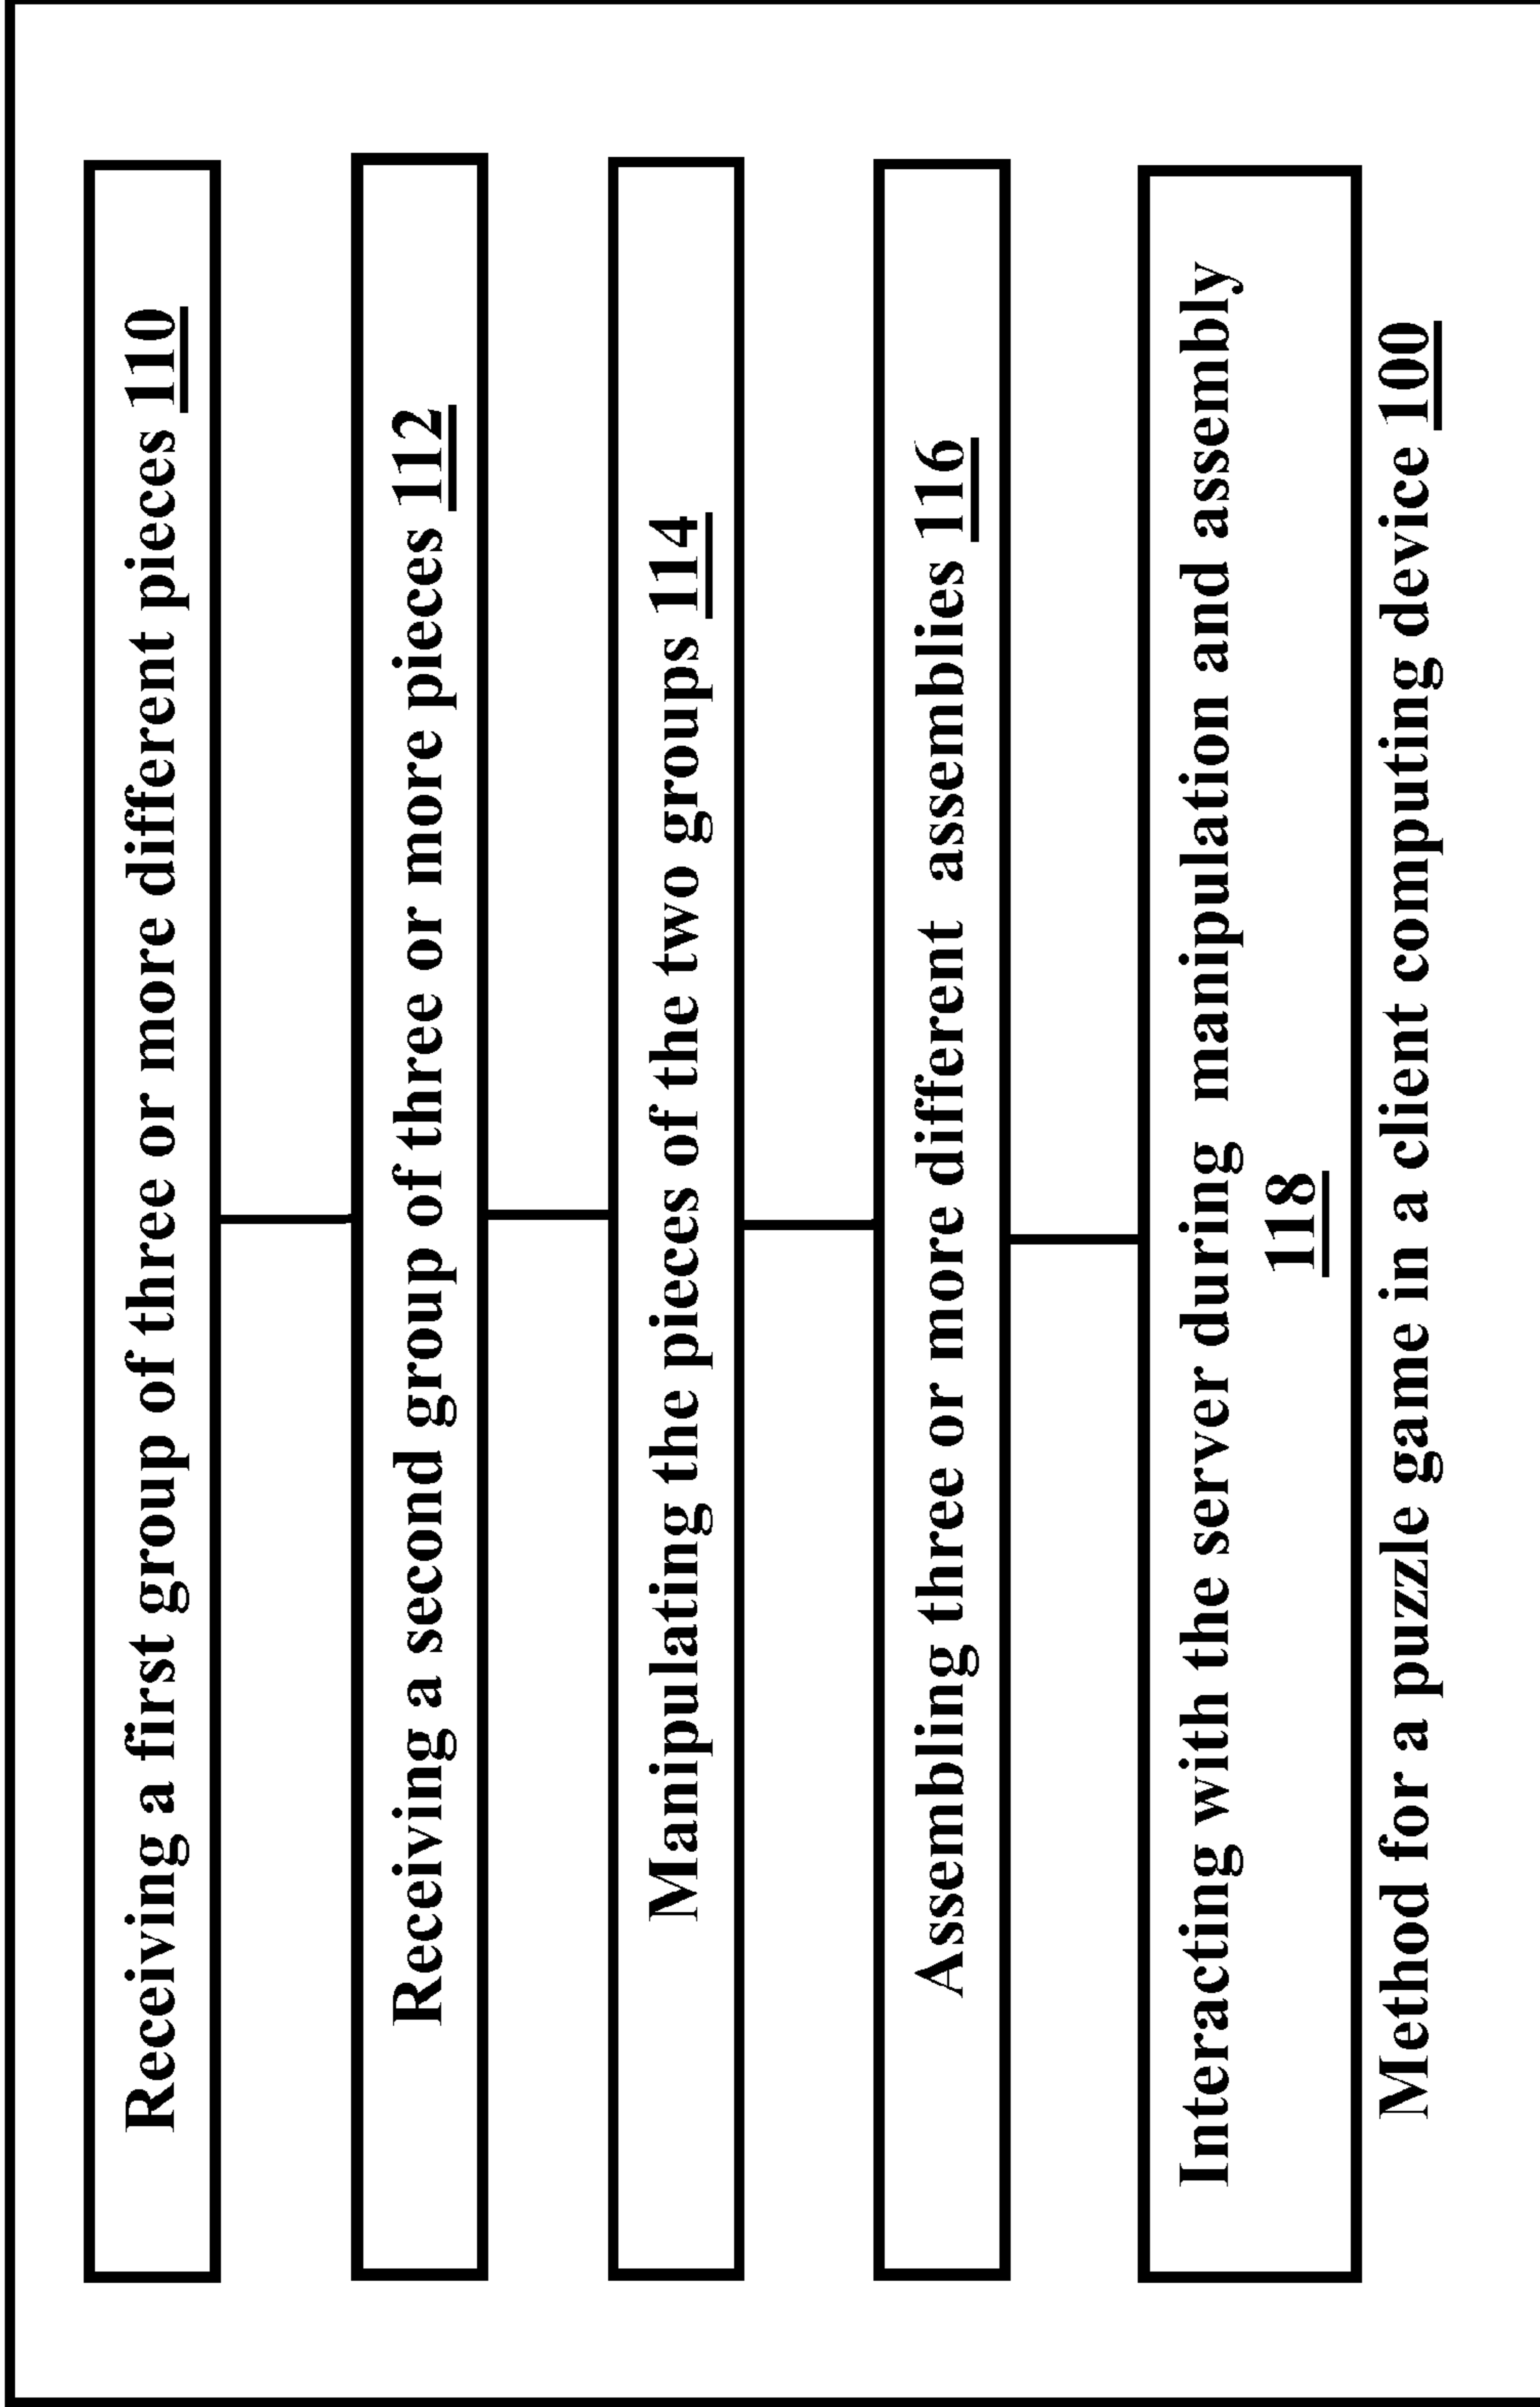 Receiving a first group of three or more different pieces 110
Receiving a second group of three or more pieces 112
Manipulating the pieces of the two groups 114
Assembling three or more different assemblies 116
Interacting with the server during manipulation and assembly
118
Method for a puzzle game in a client computing device 100